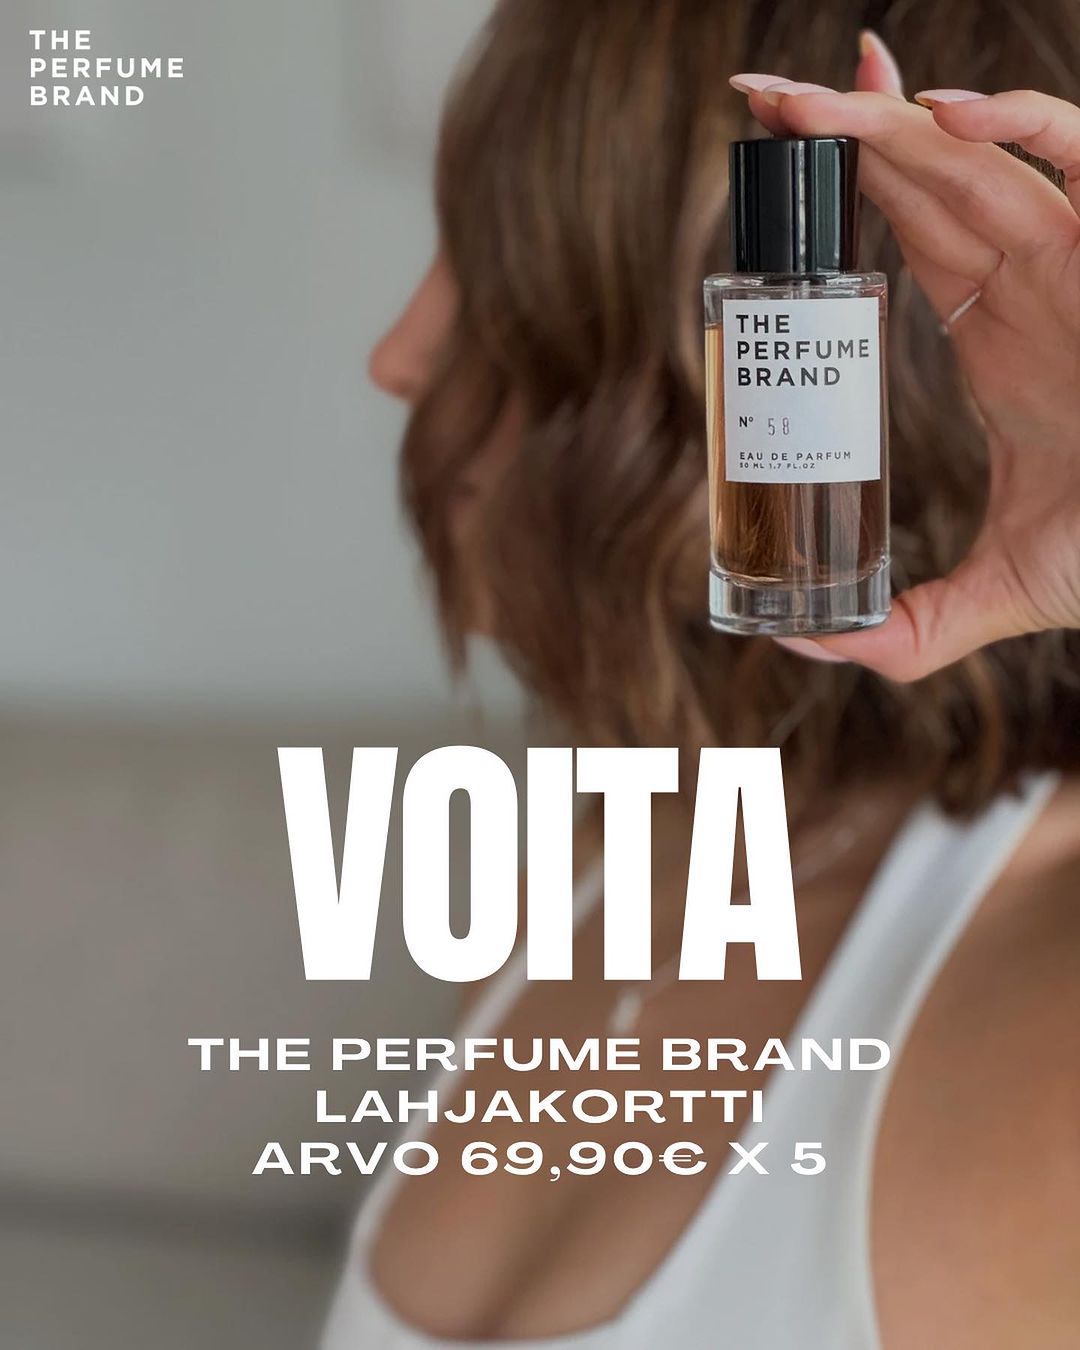 THE
PERFUME
BRAND
THE
PERFUME
BRAND
Nº 58
EAU DE PARFUM
50 ML 1.7 FL.OZ
VOITA
THE PERFUME BRAND
LAHJAKORTTI
ARVO 69,90€ X 5